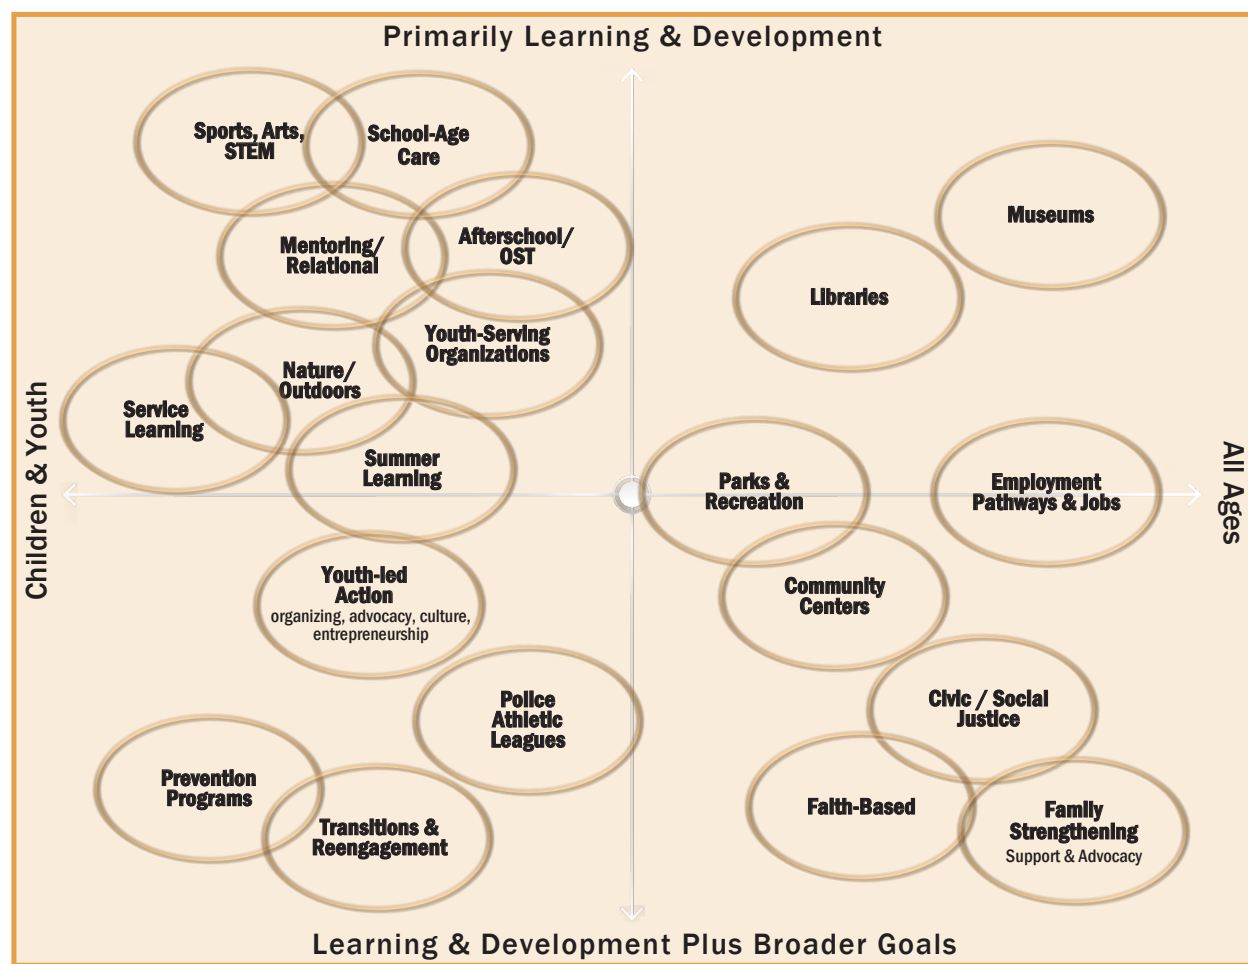 Primarily Learning & Development
Sports, Arts,
STEM
School-Age
Care
Mentoring/
Relational
Afterschool/
OST
Museums
Libraries
Youth-Serving
Organizations
Nature/
Outdoors
Service
Learning
Summer
Learning
Children & Youth
All Ages
Parks &
Recreation
Employment
Pathways & Jobs
Youth-led
Action
organizing, advocacy, culture,
entrepreneurship
Community
Centers
Police
Athletic
Leagues
Civic / Social
Justice
Prevention
Programs
Transitions &
Reengagement
Faith-Based
Family
Strengthening
Support & Advocacy
Learning & Development Plus Broader Goals